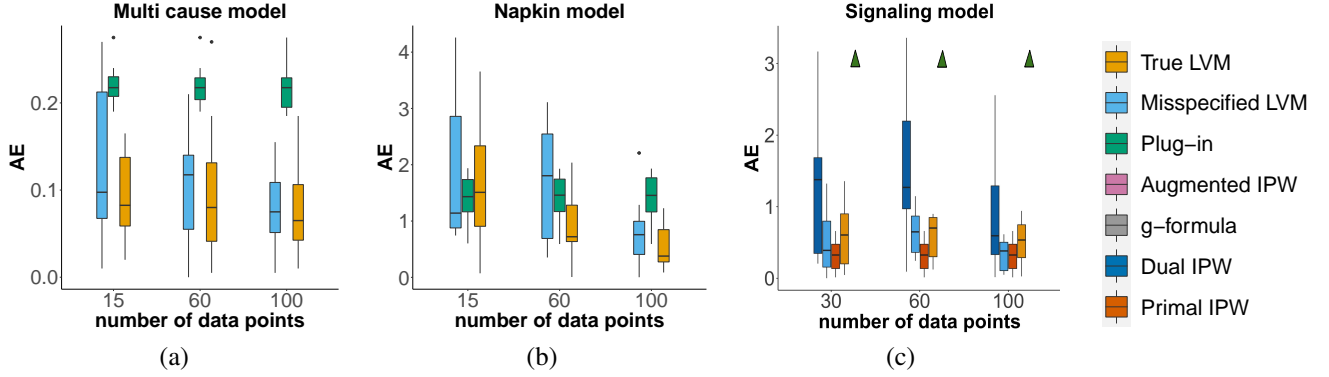 Multi cause model
AE
0.2
0.1
0.0
15 60 100
number of data points
(a)
Napkin model
AE
4
3
2
1
0
15 60 100
number of data points
(b)
Signaling model
AE
3
2
1
0
30 60 100
number of data points
(c)
True LVM
Misspecified LVM
Plug−in
Augmented IPW
g−formula
Dual IPW
Primal IPW